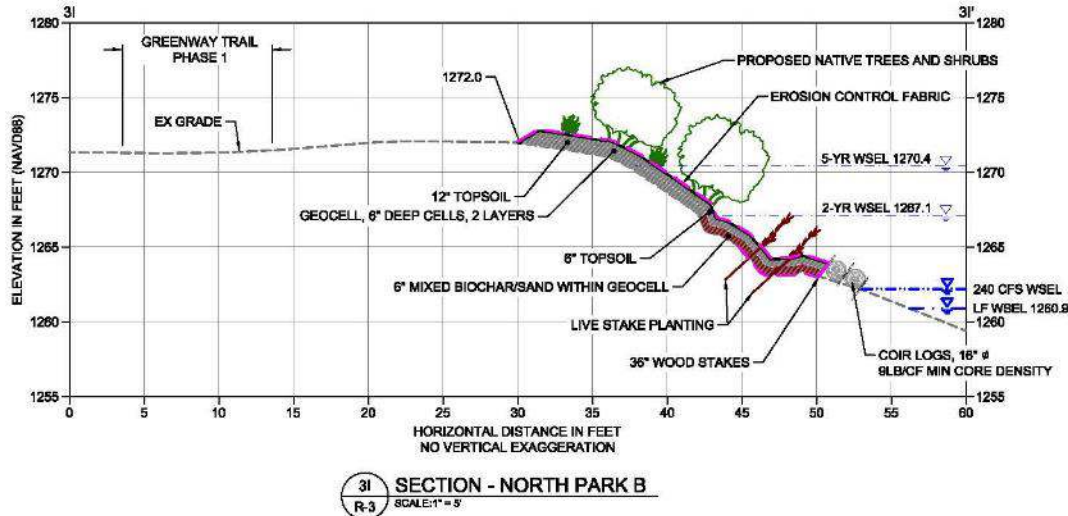 3I
3I'
1280
1280
GREENWAY TRAIL
PHASE 1
PROPOSED NATIVE TREES AND SHRUBS
1272.0
1275
EROSION CONTROL FABRIC
1275
EX GRADE
5-YR WSEL 1270.4
1270
1270
12" TOPSOIL
GEOCELL, 6" DEEP CELLS, 2 LAYERS
2-YR WSEL 1267.1
ELEVATION IN FEET (NAVD88)
1265
1265
6" TOPSOIL
6" MIXED BIOCHAR/SAND WITHIN GEOCELL
240 CFS WSEL
LF WSEL 1260.9
1260
1260
LIVE STAKE PLANTING
36" WOOD STAKES
COIR LOGS, 16" ø
9LB/CF MIN CORE DENSITY
1255
1255
0 5 10 15 20 25 30 35 40 45 50 55 60
HORIZONTAL DISTANCE IN FEET
NO VERTICAL EXAGGERATION
3I
R-3
SECTION - NORTH PARK B
SCALE:1" = 5'